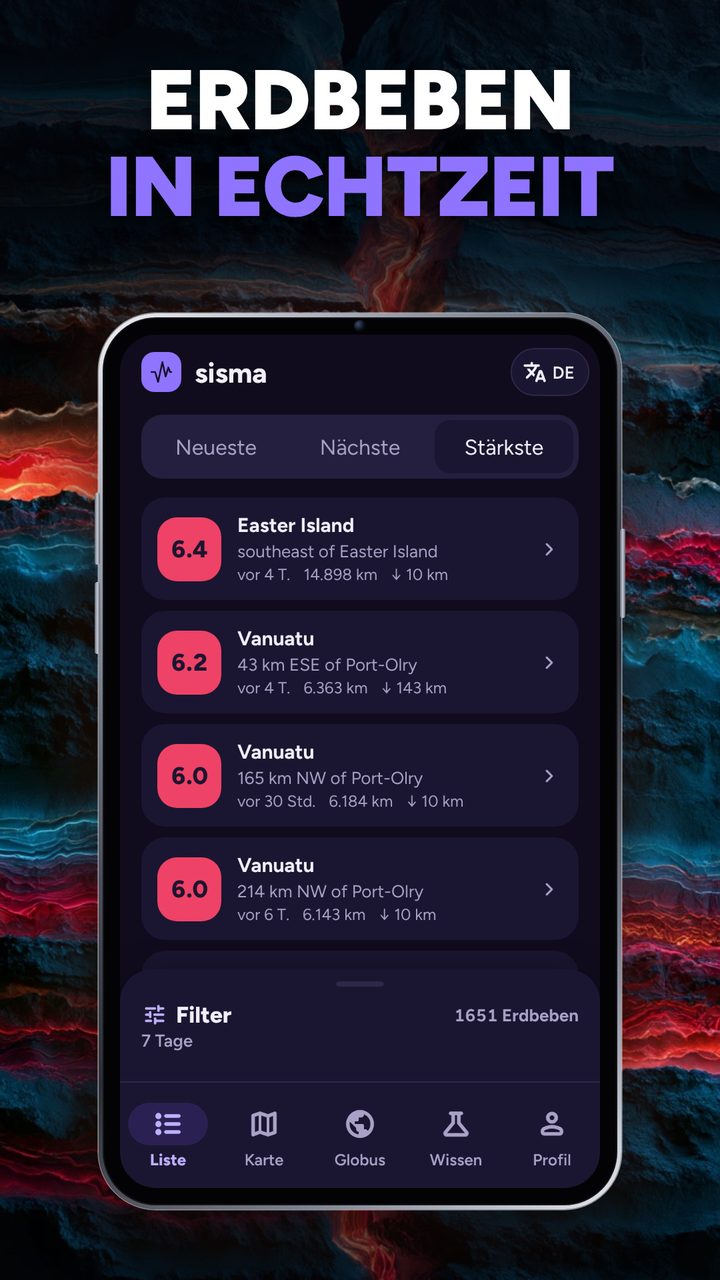 ERDBEBEN
IN ECHTZEIT
sisma
DE
Neueste Nächste Stärkste
6.4
Easter Island
southeast of Easter Island
vor 4 T. 14.898 km ↓ 10 km
6.2
Vanuatu
43 km ESE of Port-Olry
vor 4 T. 6.363 km ↓ 143 km
6.0
Vanuatu
165 km NW of Port-Olry
vor 30 Std. 6.184 km ↓ 10 km
6.0
Vanuatu
214 km NW of Port-Olry
vor 6 T. 6.143 km ↓ 10 km
Filter 1651 Erdbeben
7 Tage
Liste Karte Globus Wissen Profil